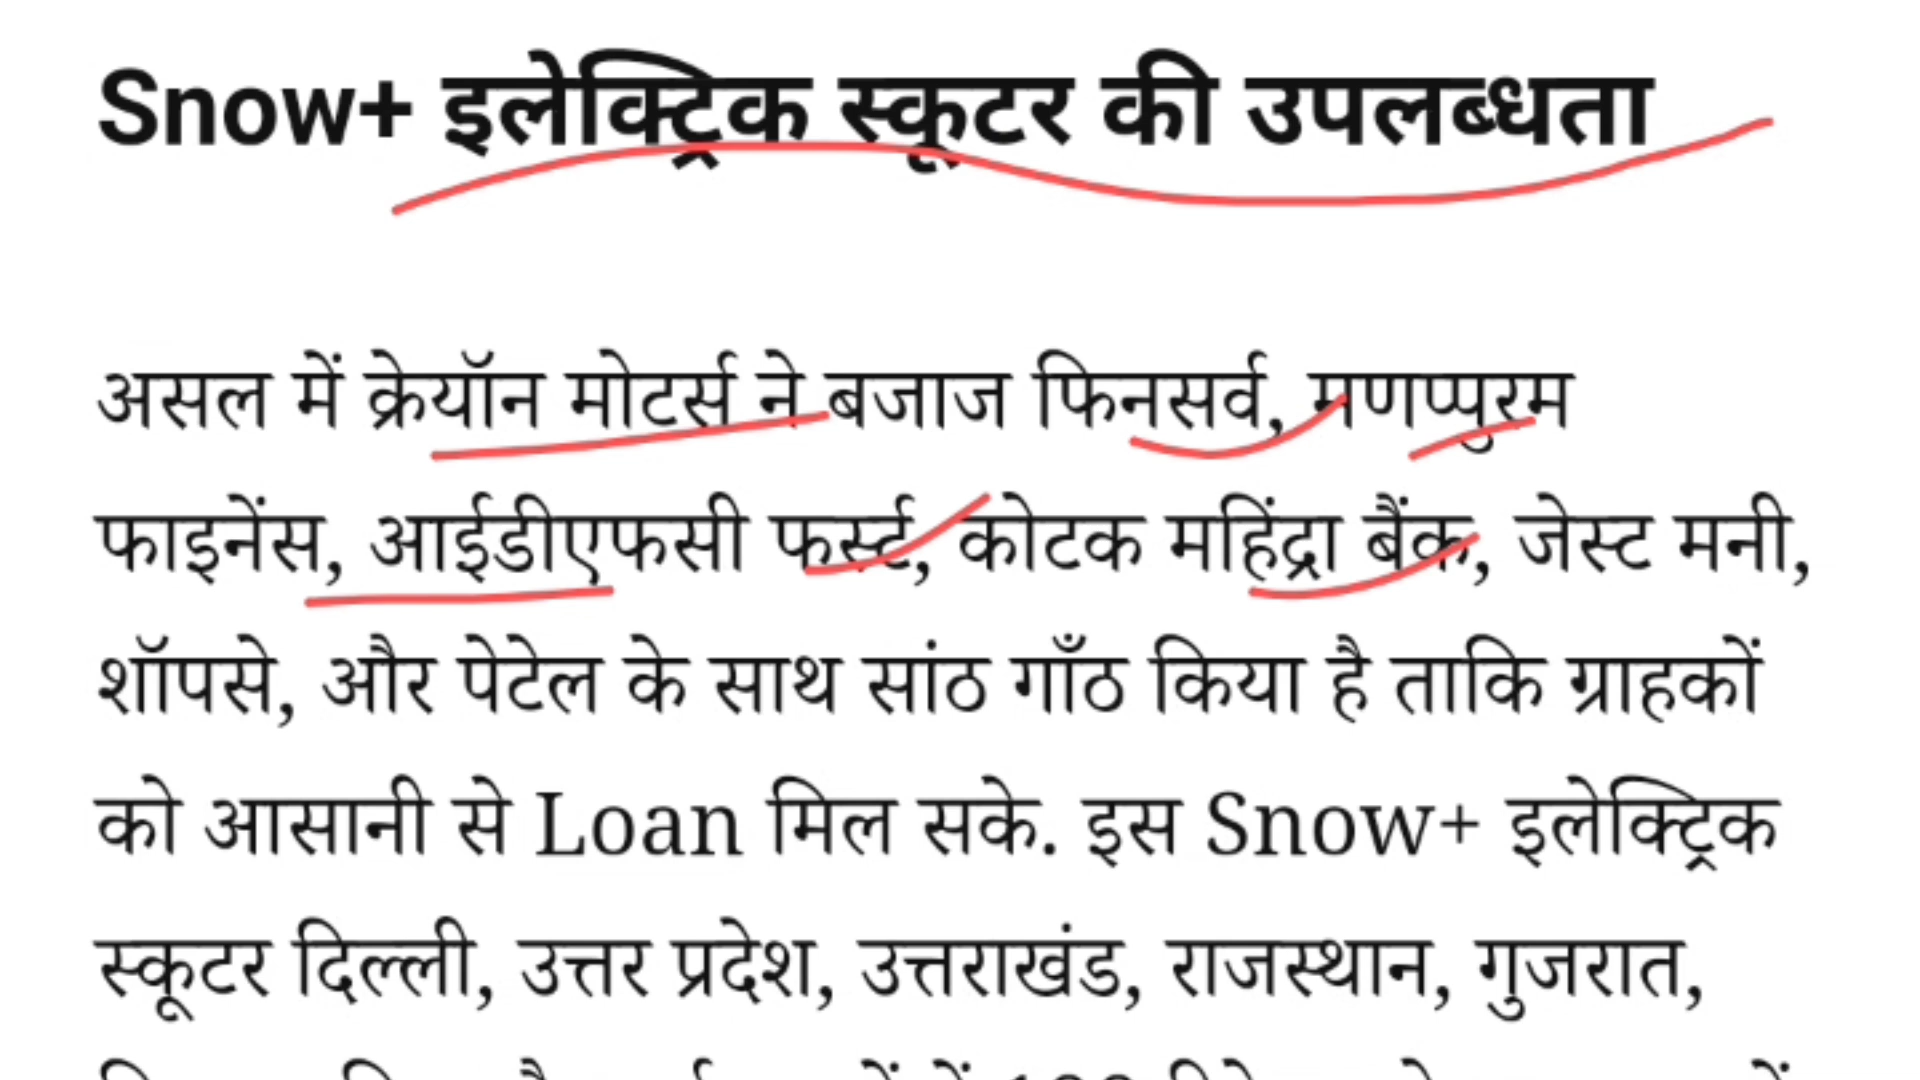 Snow+ इलेक्ट्रिक स्कूटर की उपलब्धता
असल में क्रेयॉन मोटर्स ने बजाज फिनसर्व, मणप्पुरम
फाइनेंस, आईडीएफसी फर्स्ट, कोटक महिंद्रा बैंक, जेस्ट मनी,
शॉपसे, और पेटेल के साथ सांठ गाँठ किया है ताकि ग्राहकों
को आसानी से Loan मिल सके. इस Snow+ इलेक्ट्रिक
स्कूटर दिल्ली, उत्तर प्रदेश, उत्तराखंड, राजस्थान, गुजरात,